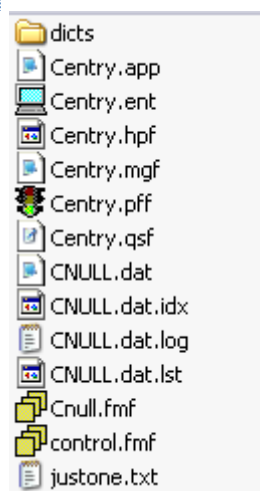 dicts
Centry.app
Centry.ent
Centry.hpf
Centry.mgf
Centry.pff
Centry.qsf
CNULL.dat
CNULL.dat.idx
CNULL.dat.log
CNULL.dat.lst
Cnull.fmf
control.fmf
justone.txt